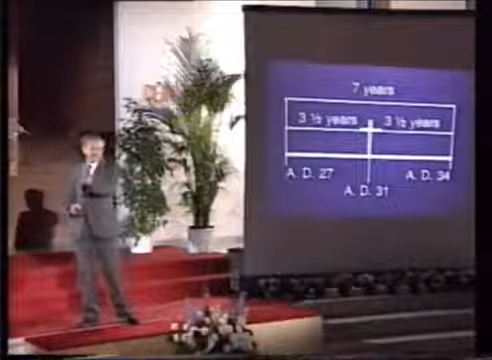 7 years
3 ½ years 3 ½ years
A. D. 27 A. D. 34
A. D. 31